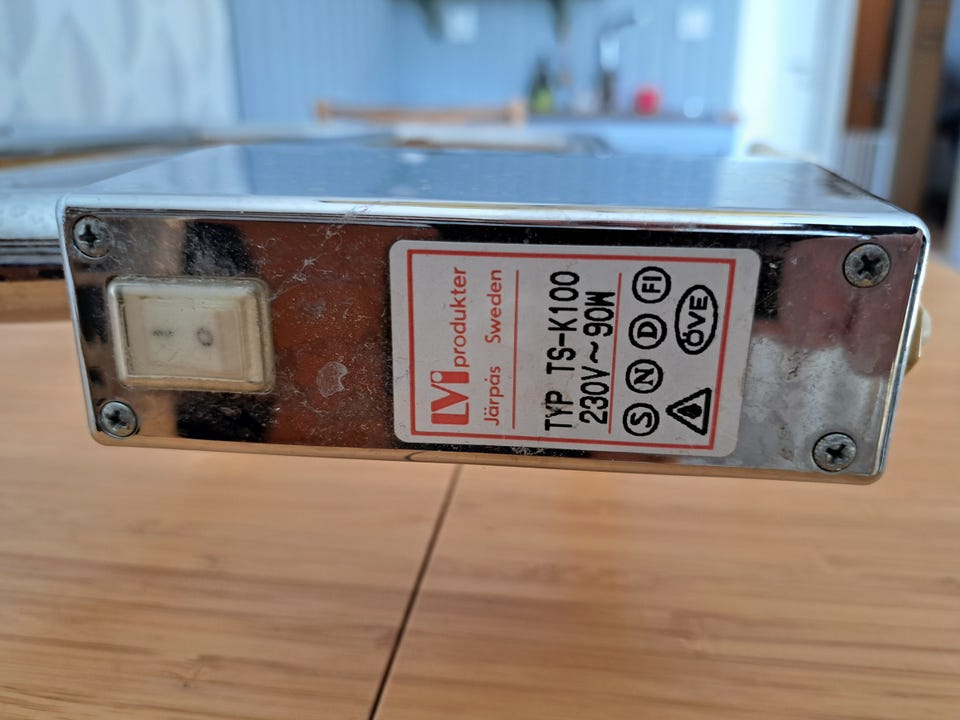 LVI produkter
Järpås Sweden
TYP TS-K100
230V~90W
S N D FI
ÖVE